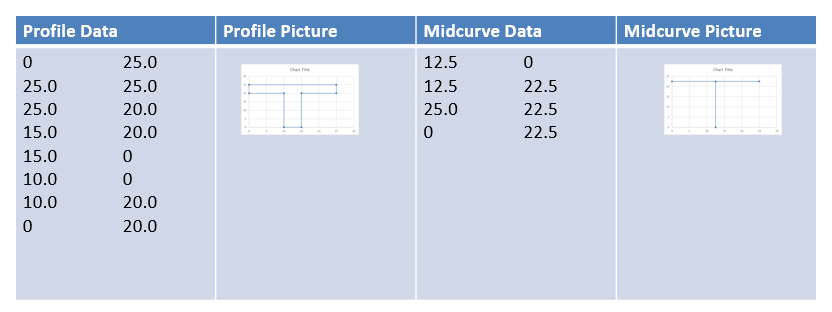 Profile Data Profile Picture Midcurve Data Midcurve Picture
0 25.0 Chart Title 12.5 0 Chart Title
25.0 25.0 12.5 22.5
25.0 20.0 25.0 22.5
15.0 20.0 0 22.5
15.0 0
10.0 0
10.0 20.0
0 20.0